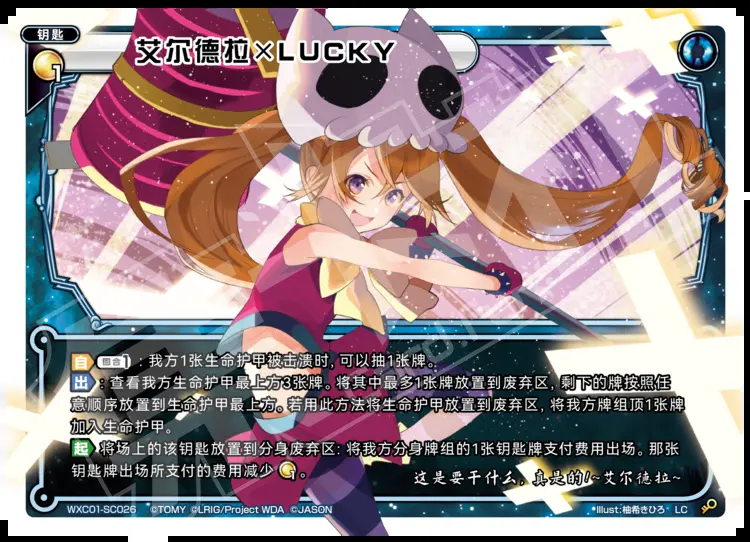 钥匙
艾尔德拉×LUCKY
1
自 回合1 ：我方1张生命护甲被击溃时，可以抽1张牌。
出 ：查看我方生命护甲最上方3张牌。将其中最多1张牌放置到废弃区，剩下的牌按照任
意顺序放置到生命护甲最上方。若用此方法将生命护甲放置到废弃区，将我方牌组顶1张牌
加入生命护甲。
起 将场上的该钥匙放置到分身废弃区：将我方分身牌组的1张钥匙牌支付费用出场。那张
钥匙牌出场所支付的费用减少 1 。
这是要干什么，真是的！~艾尔德拉~
WXC01-SC026 ©TOMY ©LRIG/Project WDA ©JASON Illust:柚希きひろ LC